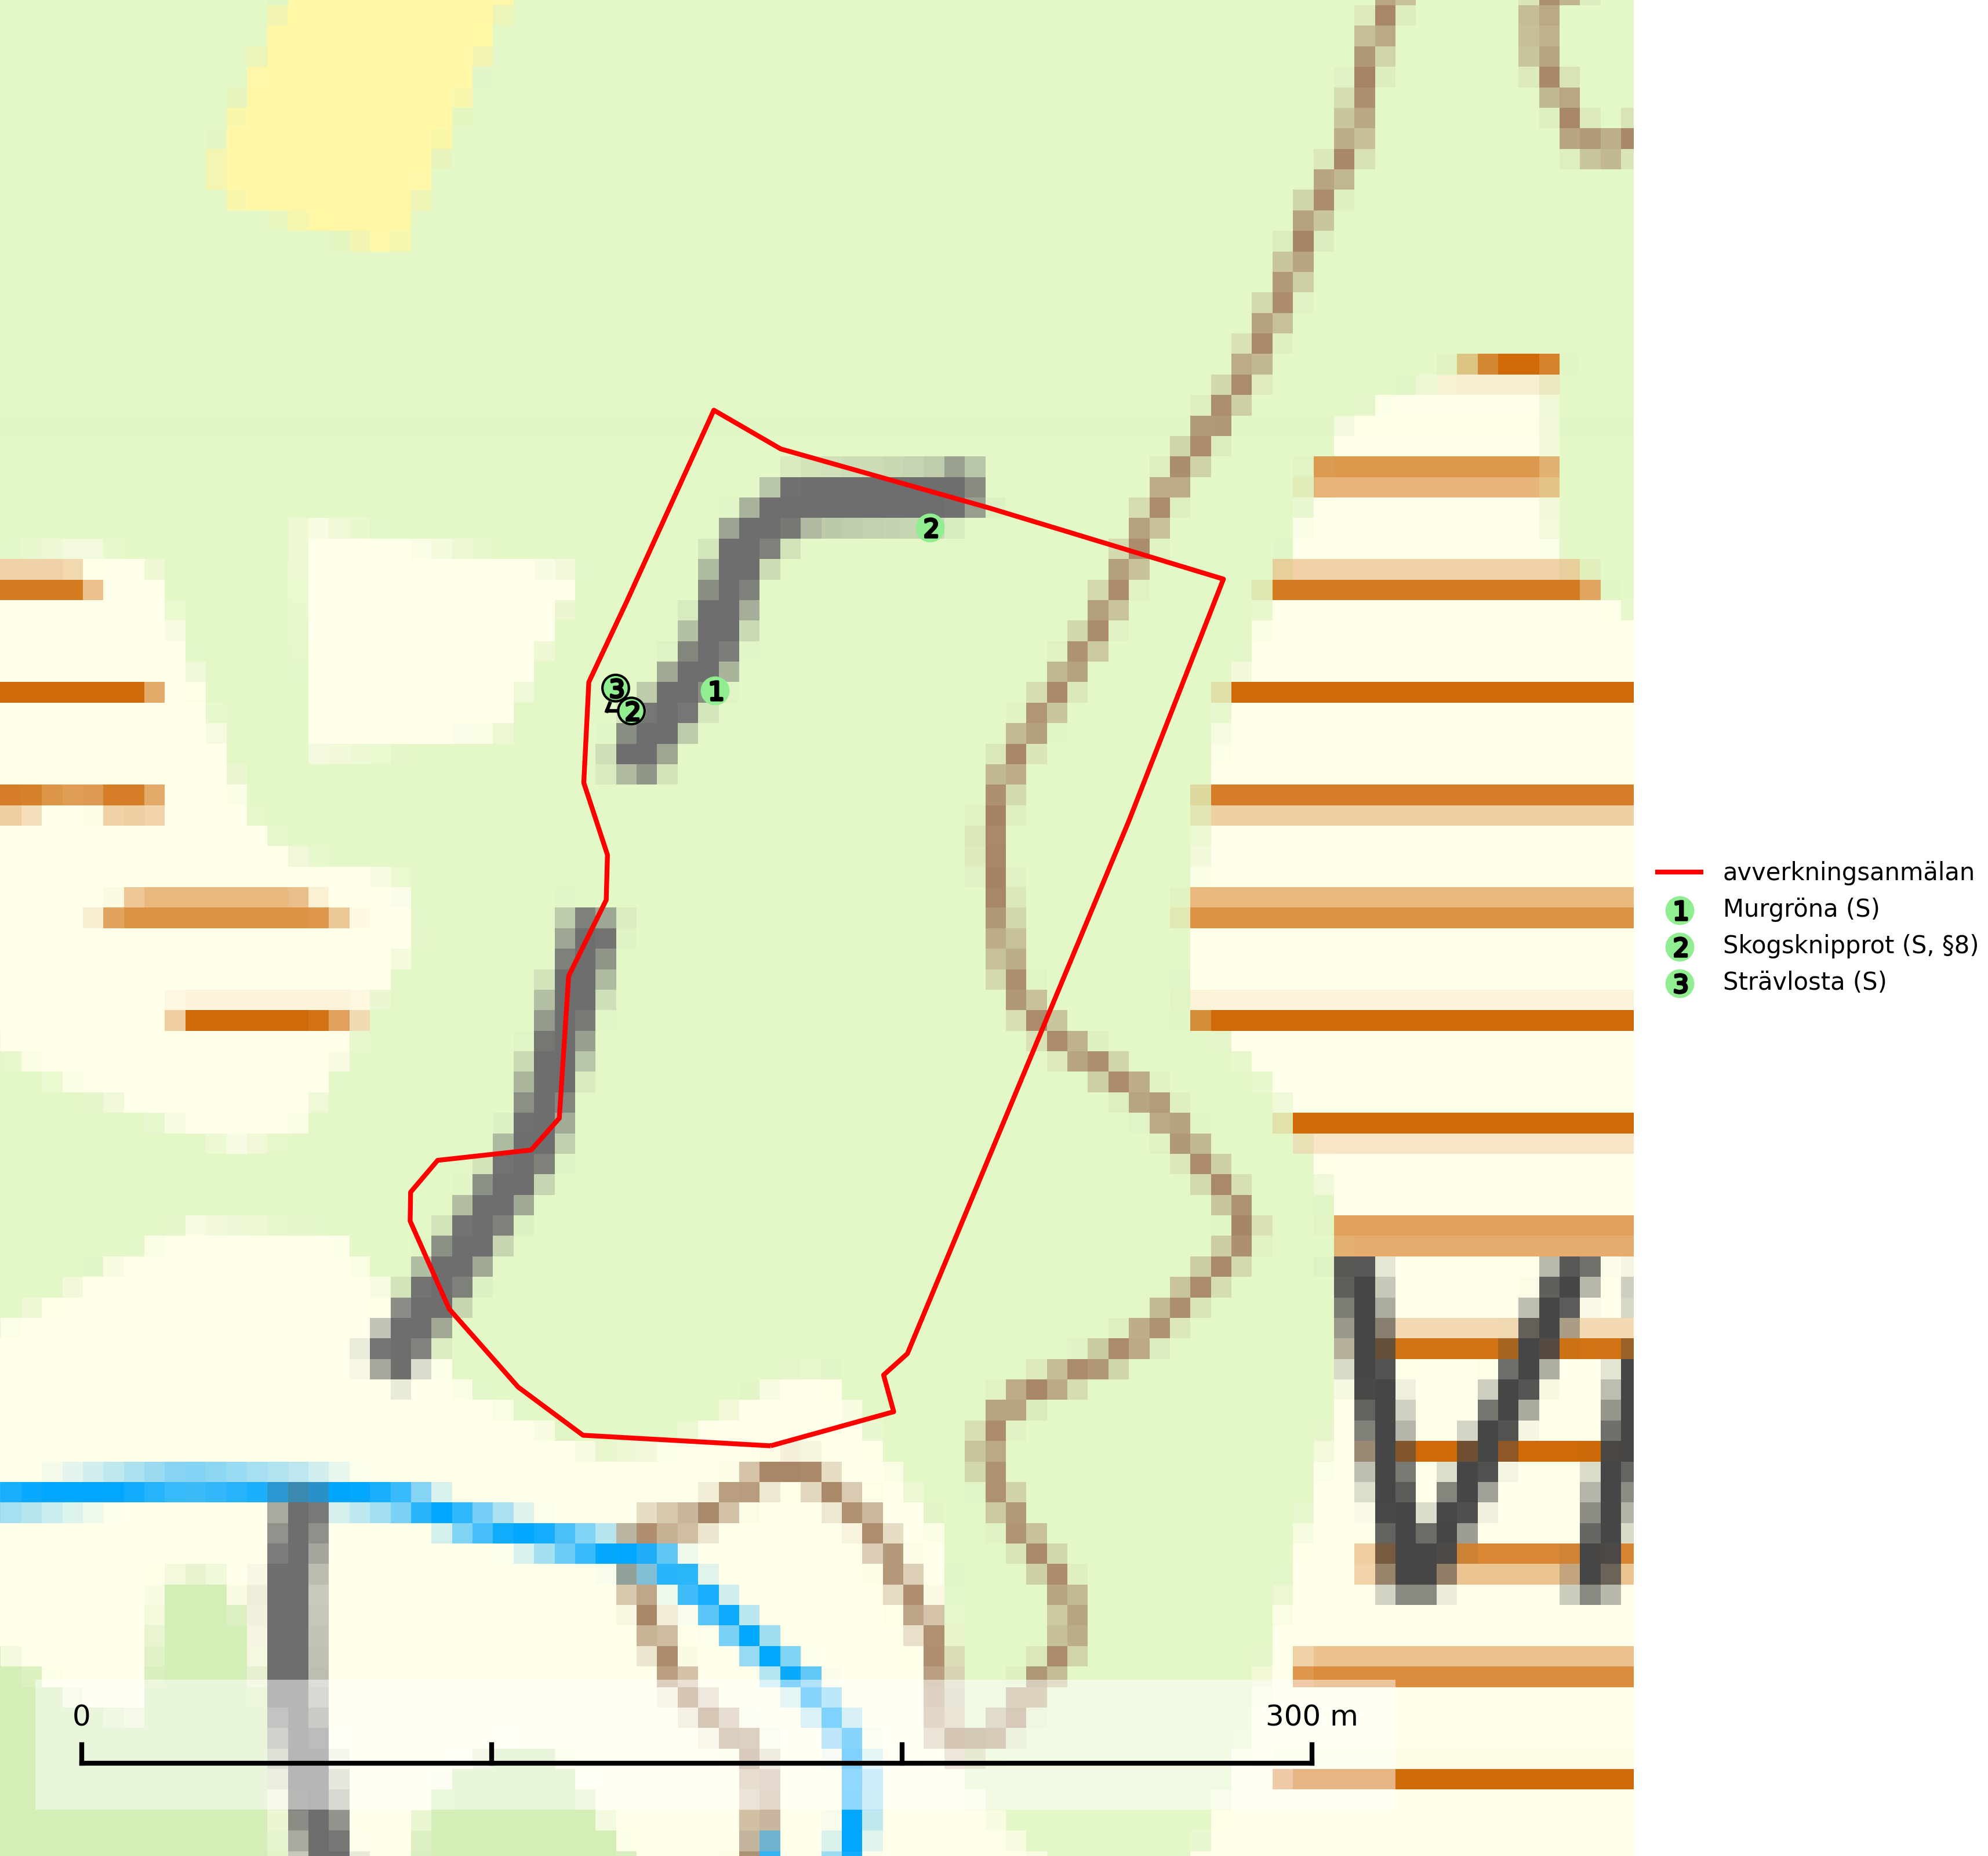 2
3
1
2
avverkningsanmälan
1 Murgröna (S)
2 Skogsknipprot (S, §8)
3 Strävlosta (S)
0 300 m